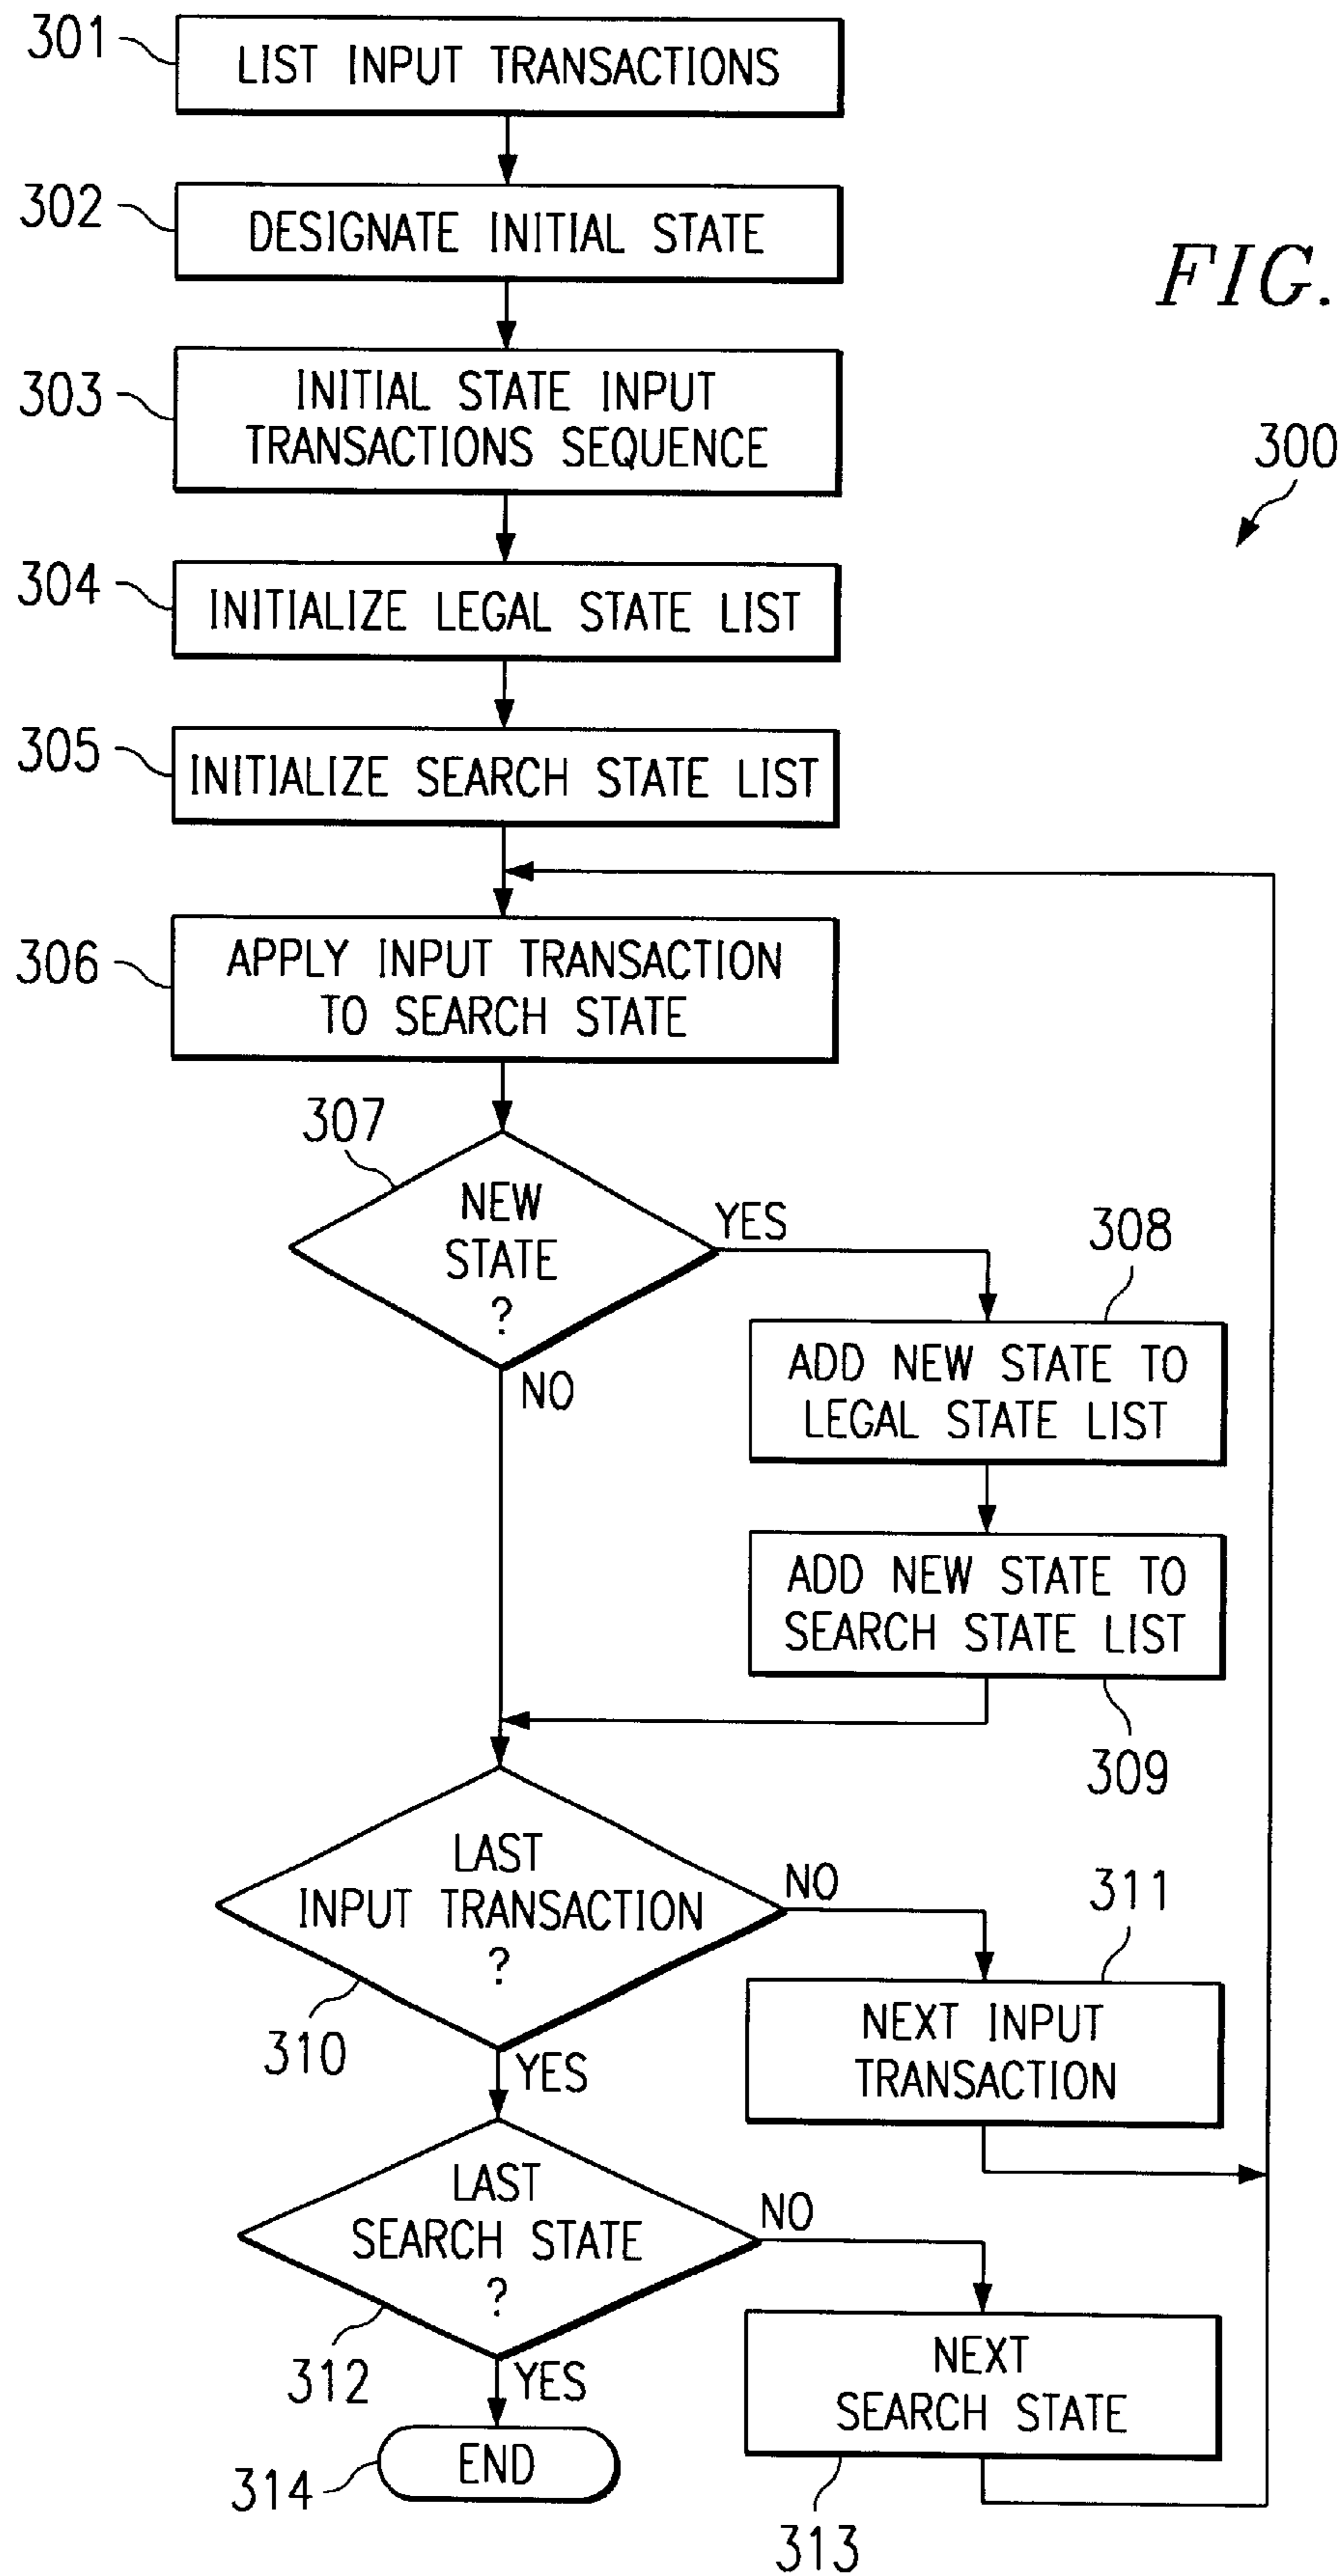 301
LIST INPUT TRANSACTIONS
302
DESIGNATE INITIAL STATE
FIG.
303
INITIAL STATE INPUT
TRANSACTIONS SEQUENCE
300
304
INITIALIZE LEGAL STATE LIST
305
INITIALIZE SEARCH STATE LIST
306
APPLY INPUT TRANSACTION
TO SEARCH STATE
307
NEW
STATE
?
YES
NO
308
ADD NEW STATE TO
LEGAL STATE LIST
ADD NEW STATE TO
SEARCH STATE LIST
309
LAST
INPUT TRANSACTION
?
NO
310
YES
311
NEXT INPUT
TRANSACTION
LAST
SEARCH STATE
?
NO
312
YES
NEXT
SEARCH STATE
313
END
314